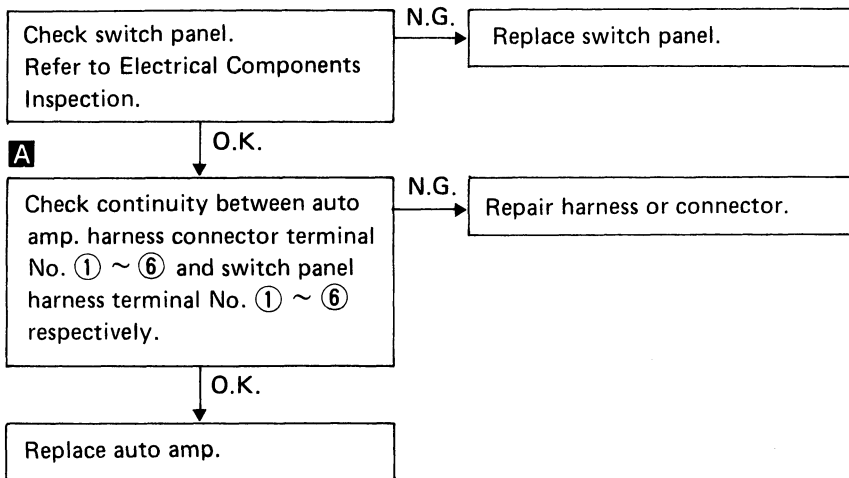 Check switch panel.
Refer to Electrical Components
Inspection.
N.G.
Replace switch panel.
O.K.
A
Check continuity between auto
amp. harness connector terminal
No. ① ~ ⑥ and switch panel
harness terminal No. ① ~ ⑥
respectively.
N.G.
Repair harness or connector.
O.K.
Replace auto amp.